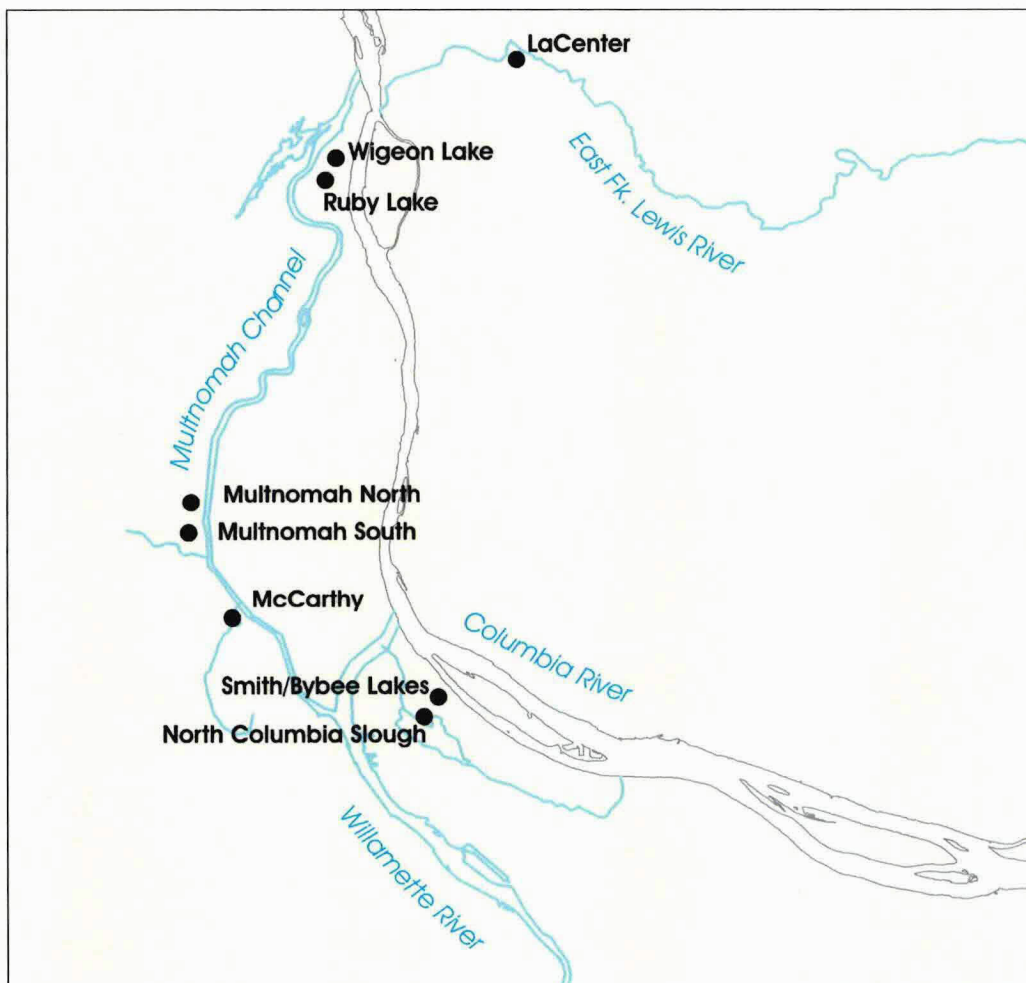 LaCenter
Wigeon Lake
Ruby Lake
East Fk. Lewis River
Multnomah Channel
Multnomah North
Multnomah South
McCarthy
Columbia River
Smith/Bybee Lakes
North Columbia Slough
Willamette River